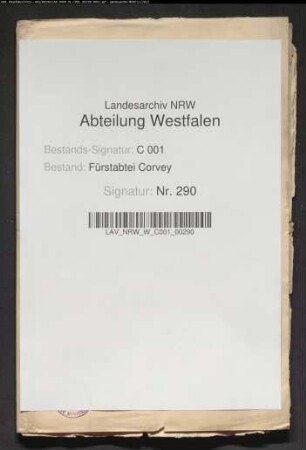 Landesarchiv NRW
Abteilung Westfalen
Bestands-Signatur: C 001
Bestand: Fürstabtei Corvey
Signatur: Nr. 290
LAV_NRW_W_C001_00290